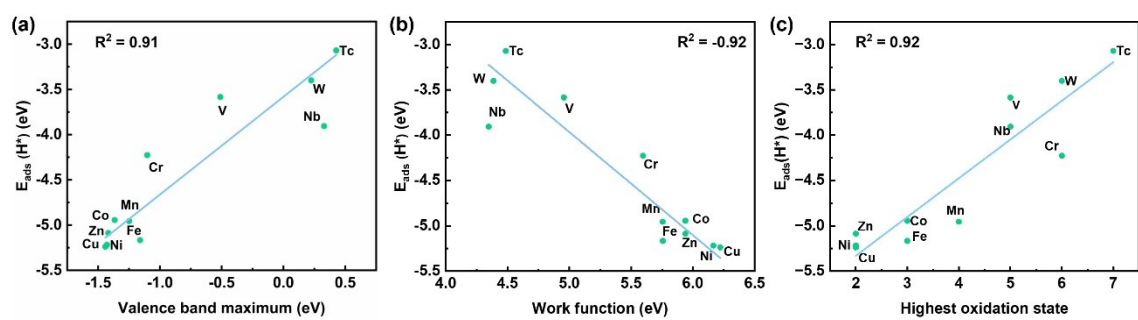 (a)
R² = 0.91
Tc
W
V
Nb
Cr
Mn
Co
Zn
Fe
Cu
Ni
-3.0
-3.5
-4.0
-4.5
-5.0
-5.5
E_ads (H*) (eV)
-1.5 -1.0 -0.5 0.0 0.5
Valence band maximum (eV)
(b)
R² = -0.92
Tc
W
V
Nb
Cr
Mn
Co
Fe
Zn
Ni
Cu
-3.0
-3.5
-4.0
-4.5
-5.0
-5.5
E_ads (H*) (eV)
4.0 4.5 5.0 5.5 6.0 6.5
Work function (eV)
(c)
R² = 0.92
Tc
W
V
Nb
Cr
Mn
Co
Zn
Fe
Ni
Cu
−3.0
−3.5
−4.0
−4.5
−5.0
−5.5
E_ads(H*) (eV)
2 3 4 5 6 7
Highest oxidation state